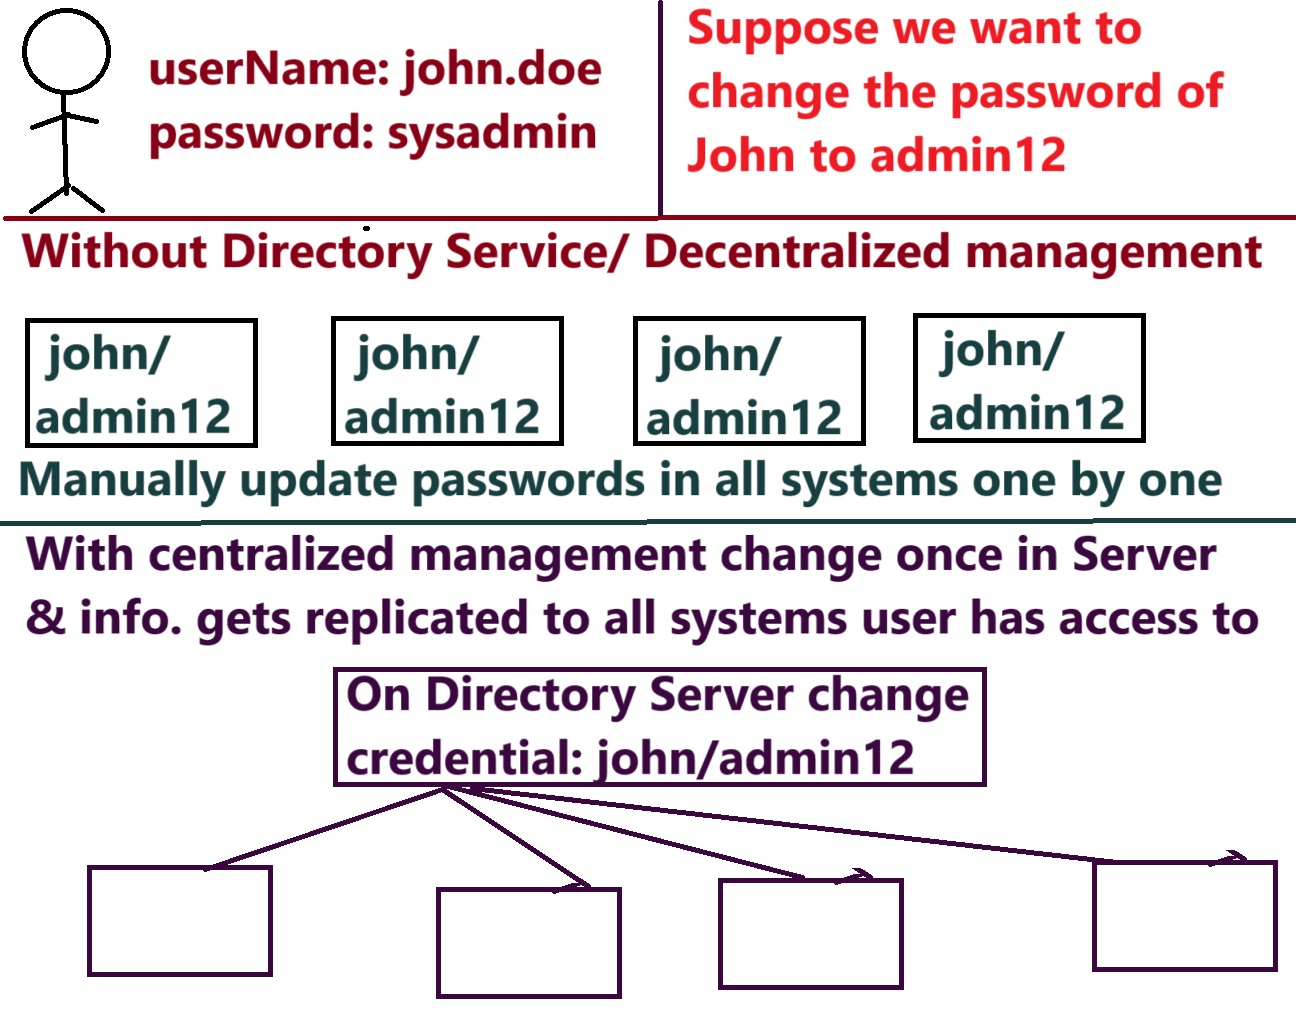 userName: john.doe
password: sysadmin
Suppose we want to
change the password of
John to admin12
Without Directory Service/ Decentralized management
john/
admin12
john/
admin12
john/
admin12
john/
admin12
Manually update passwords in all systems one by one
With centralized management change once in Server
& info. gets replicated to all systems user has access to
On Directory Server change
credential: john/admin12